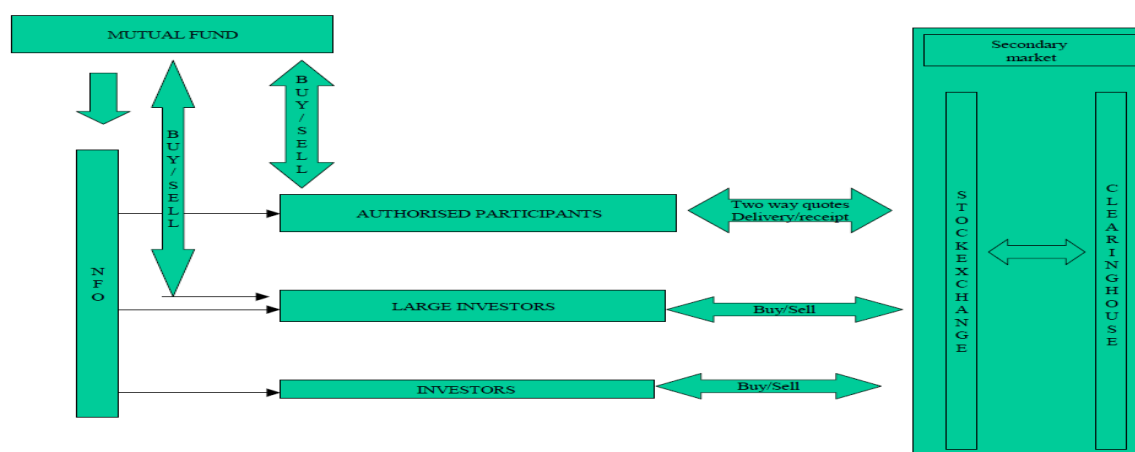 MUTUAL FUND
Secondary
market
BUY/SELL
BUY/SELL
NFO
AUTHORISED PARTICIPANTS
Two way quotes
Delivery/receipt
LARGE INVESTORS
Buy/Sell
INVESTORS
Buy/Sell
STOCKEXCHANGE
CLEARINGHOUSE